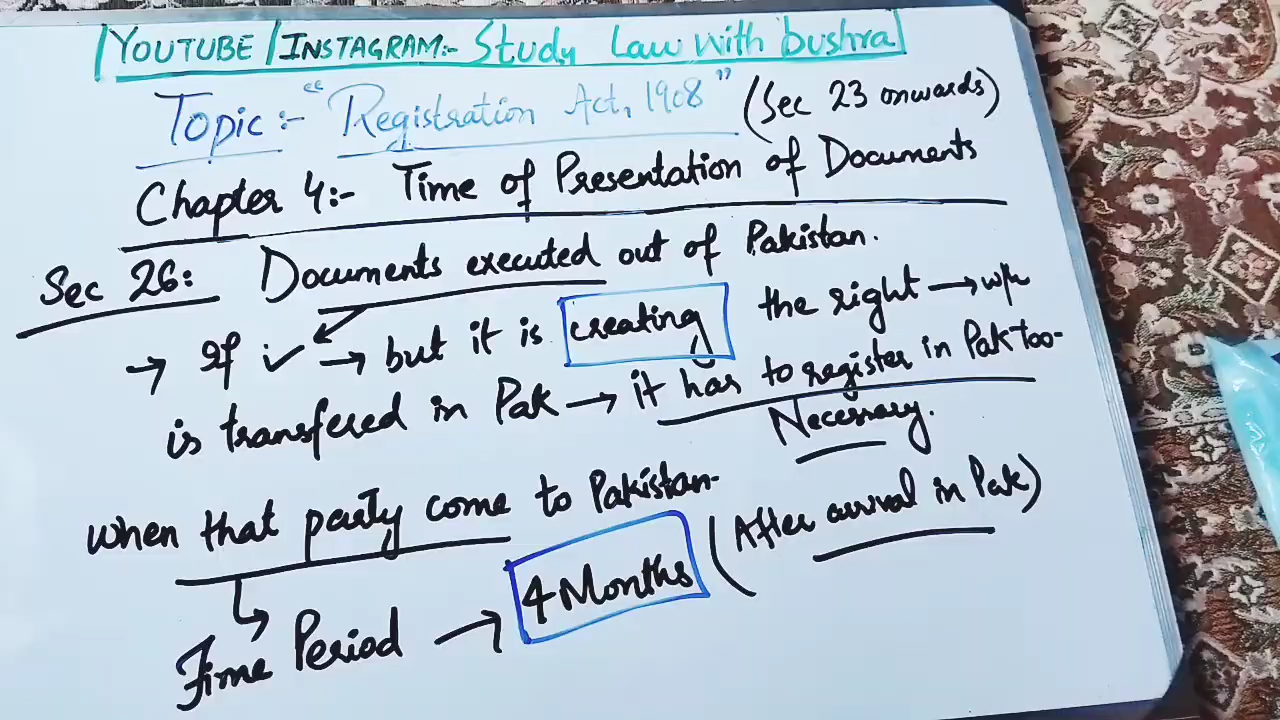 YOUTUBE / INSTAGRAM:- Study Law with bushra
Topic:- "Registration Act, 1908" (Sec 23 onwards)
Chapter 4:- Time of Presentation of Documents
Sec 26: Documents executed out of Pakistan.
→ If ✓ → but it is creating the right → w/h
is transfered in Pak → it has to register in Pak too-
Necessary.
when that party come to Pakistan-
Time Period → 4 Months (After arrival in Pak)